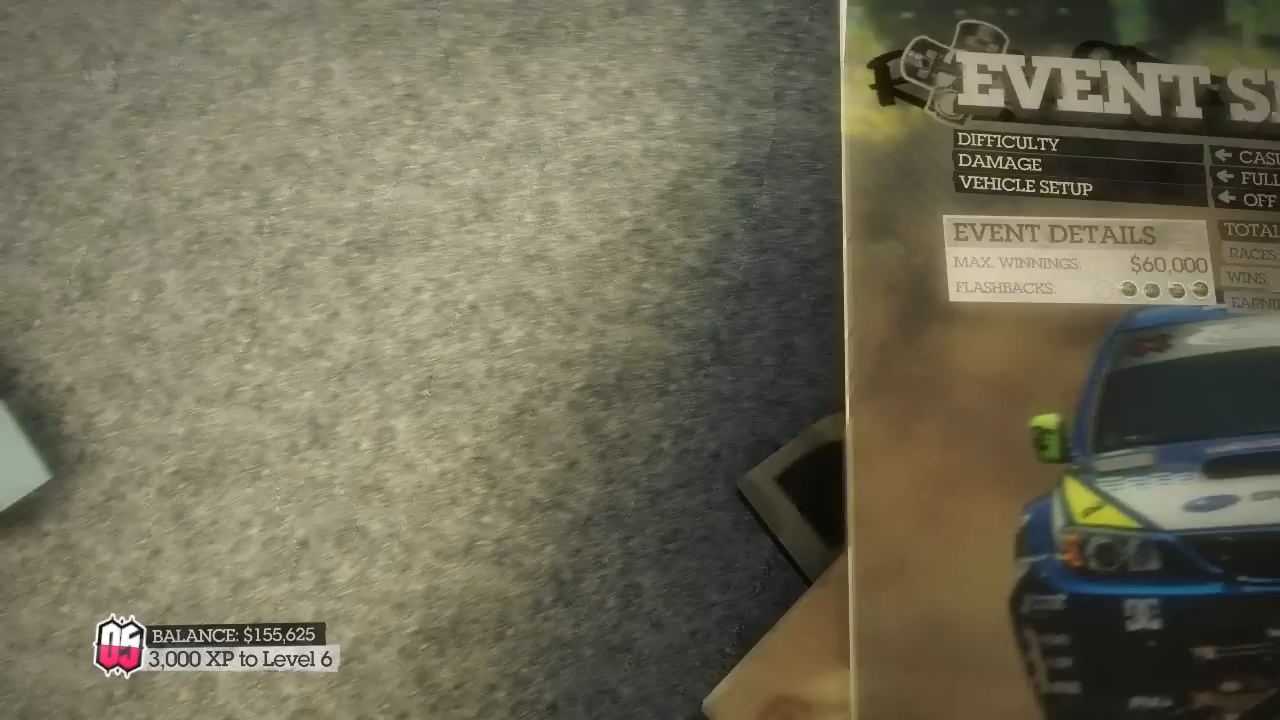 EVENT
DIFFICULTY
DAMAGE
FULL
VEHICLE SETUP
OFF
EVENT DETAILS
MAX. WINNINGS: $60,000
FLASHBACKS:
TOTAL
RACES
WINS:
05
BALANCE: $155,625
3,000 XP to Level 6